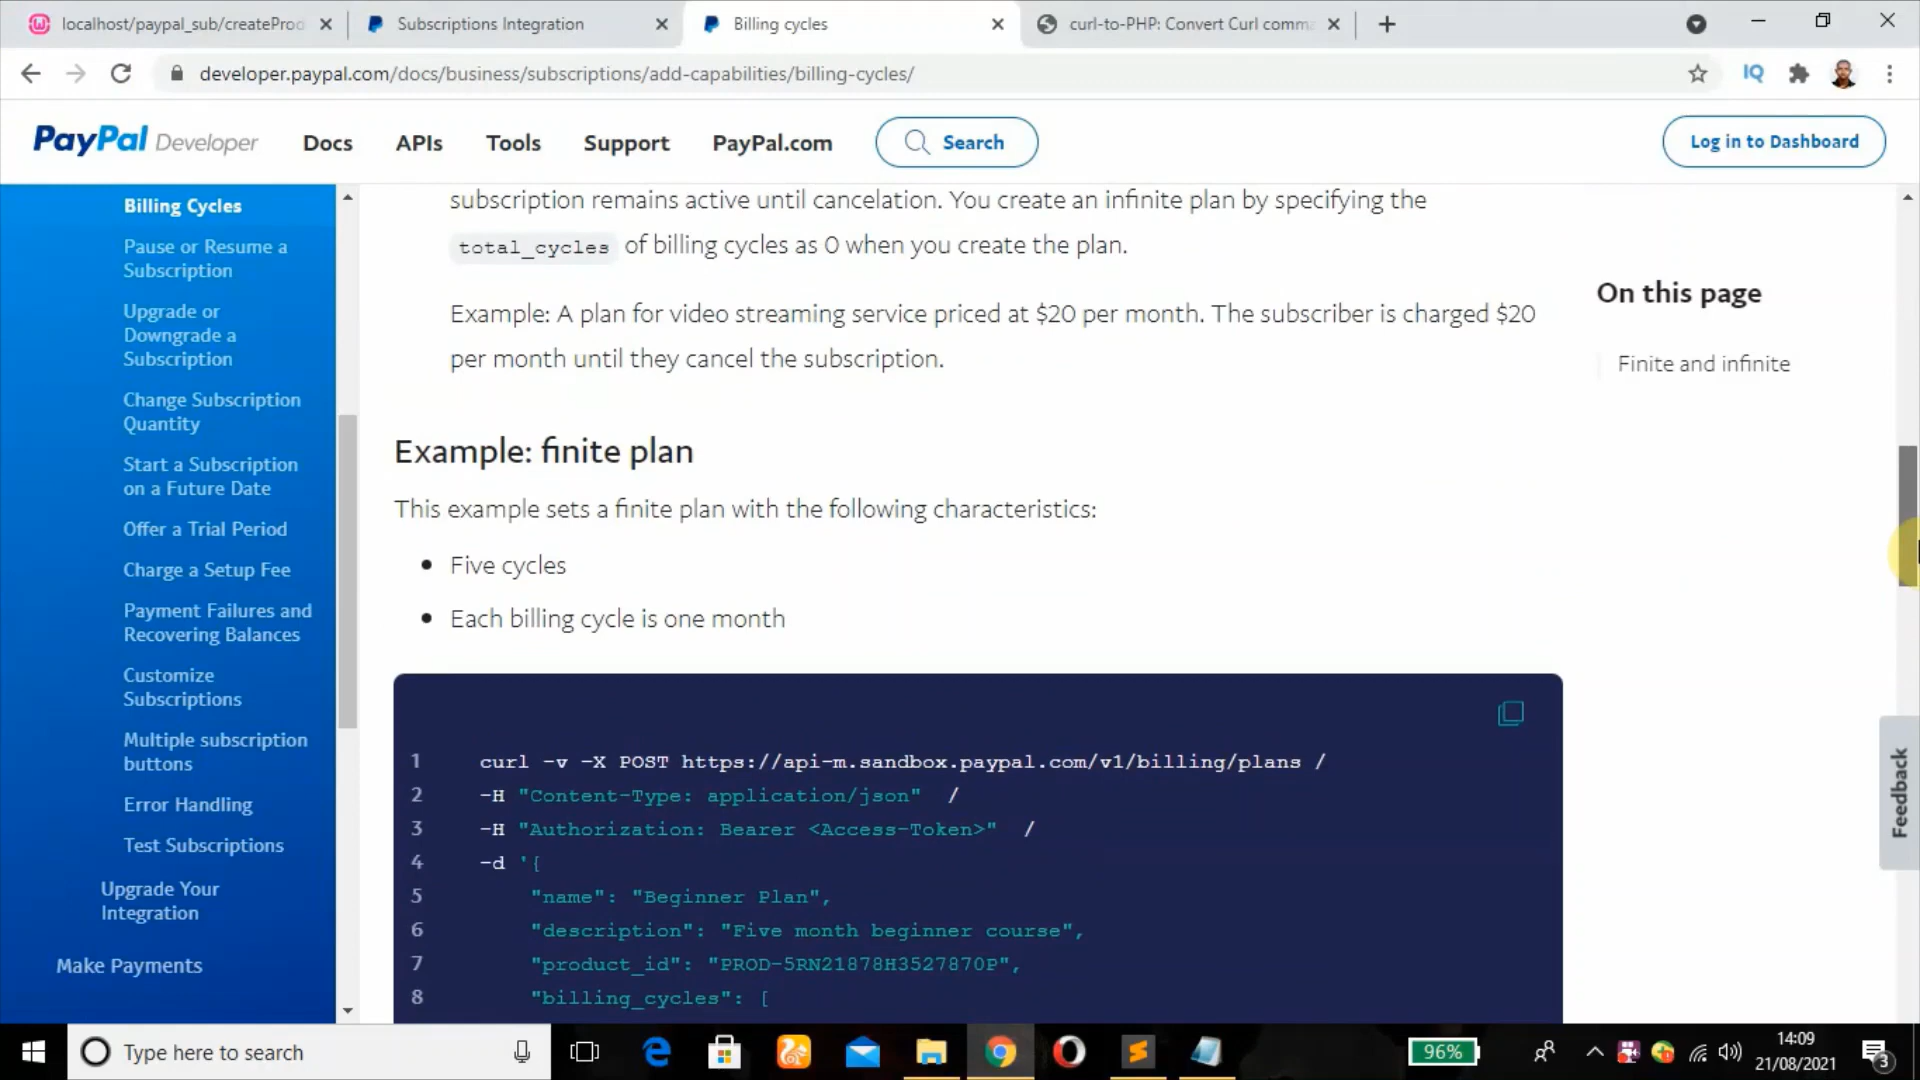 localhost/paypal_sub/createProd
Subscriptions Integration
Billing cycles
curl-to-PHP: Convert Curl comma
developer.paypal.com/docs/business/subscriptions/add-capabilities/billing-cycles/
IQ
PayPal Developer
Docs
APIs
Tools
Support
PayPal.com
Search
Log in to Dashboard
Billing Cycles
Pause or Resume a
Subscription
Upgrade or
Downgrade a
Subscription
Change Subscription
Quantity
Start a Subscription
on a Future Date
Offer a Trial Period
Charge a Setup Fee
Payment Failures and
Recovering Balances
Customize
Subscriptions
Multiple subscription
buttons
Error Handling
Test Subscriptions
Upgrade Your
Integration
Make Payments
subscription remains active until cancelation. You create an infinite plan by specifying the
total_cycles of billing cycles as 0 when you create the plan.
Example: A plan for video streaming service priced at $20 per month. The subscriber is charged $20
per month until they cancel the subscription.
Example: finite plan
This example sets a finite plan with the following characteristics:
• Five cycles
• Each billing cycle is one month
1 curl -v -X POST https://api-m.sandbox.paypal.com/v1/billing/plans /
2 -H "Content-Type: application/json" /
3 -H "Authorization: Bearer <Access-Token>" /
4 -d '{
5 "name": "Beginner Plan",
6 "description": "Five month beginner course",
7 "product_id": "PROD-5RN21878H3527870P",
8 "billing_cycles": [
On this page
Finite and infinite
Feedback
Type here to search
96%
14:09
21/08/2021
3